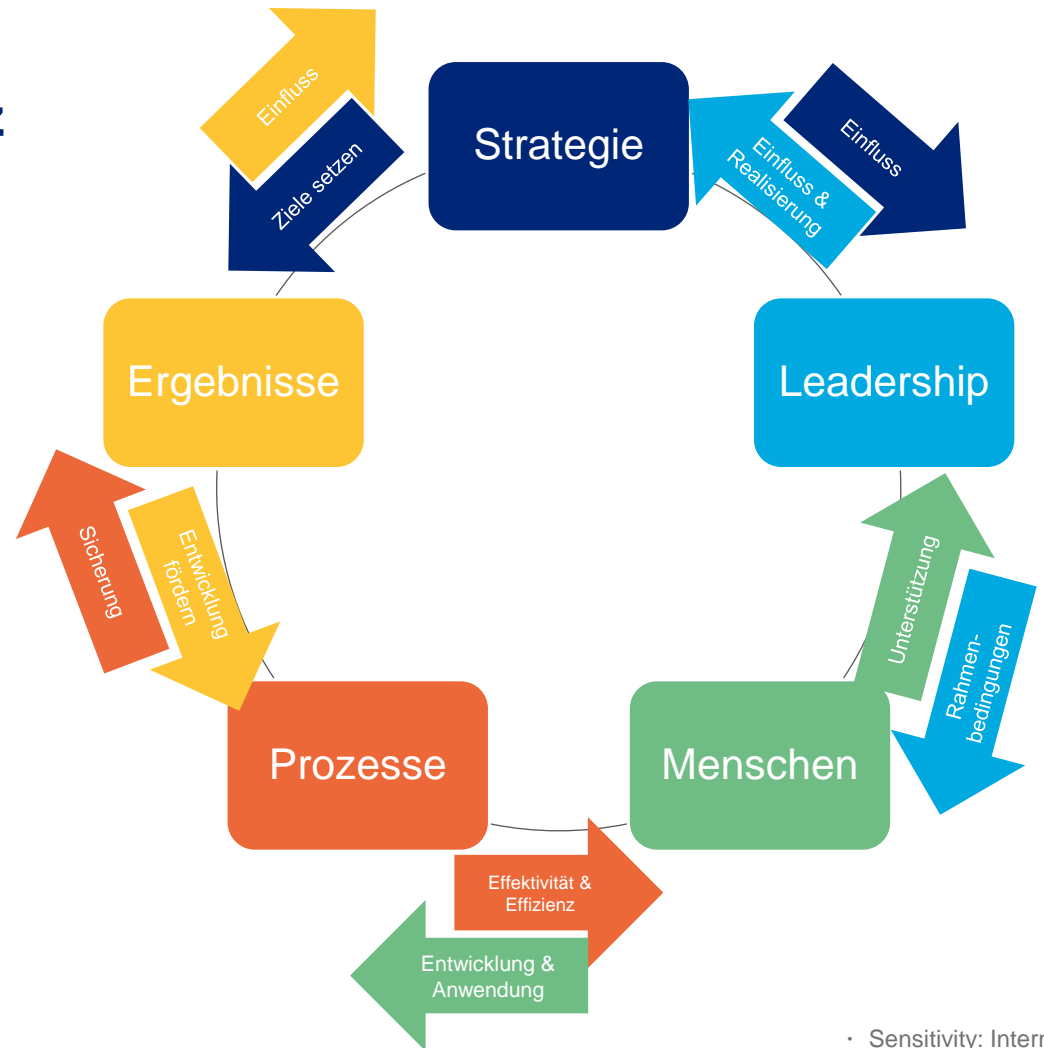 z
Einfluss
Ziele setzen
Strategie
Einfluss &
Realisierung
Einfluss
Ergebnisse
Leadership
Sicherung
Entwicklung
fördern
Unterstützung
Rahmen-
bedingungen
Prozesse
Menschen
Effektivität &
Effizienz
Entwicklung &
Anwendung
· Sensitivity: Intern